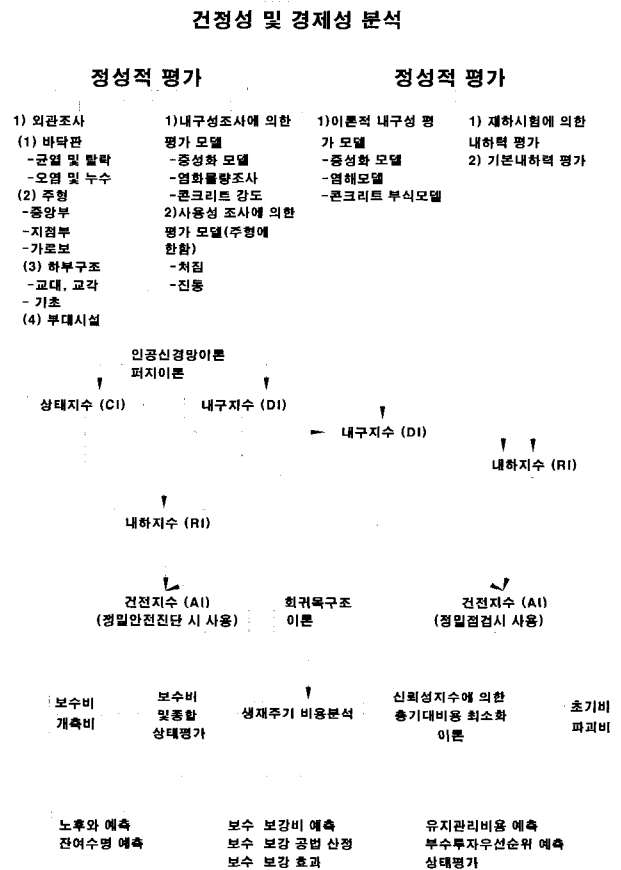 건정성 및 경제성 분석
정성적 평가
정성적 평가
1) 외관조사
(1) 바닥판
-균열 및 탈락
-오염 및 누수
(2) 주형
-중앙부
-지점부
-가로보
(3) 하부구조
-교대, 교각
- 기초
(4) 부대시설
1)내구성조사에 의한
평가 모델
-중성화 모델
-염화물량조사
-콘크리트 강도
2)사용성 조사에 의한
평가 모델(주형에
한함)
-처짐
-진동
1)이론적 내구성 평
가 모델
-중성화 모델
-염해모델
-콘크리트 부식모델
1) 재하시험에 의한
내하력 평가
2) 기본내하력 평가
인공신경망이론
퍼지이론
상태지수 (CI)
내구지수 (DI)
내구지수 (DI)
내하지수 (RI)
내하지수 (RI)
건전지수 (AI)
(정밀안전진단 시 사용)
회귀목구조
이론
건전지수 (AI)
(정밀점검시 사용)
보수비
개축비
보수비
및종합
상태평가
생재주기 비용분석
신뢰성지수에 의한
총기대비용 최소화
이론
초기비
파괴비
노후와 예측
잔여수명 예측
보수 보강비 예측
보수 보강 공법 산정
보수 보강 효과
유지관리비용 예측
부수투자우선순위 예측
상태평가